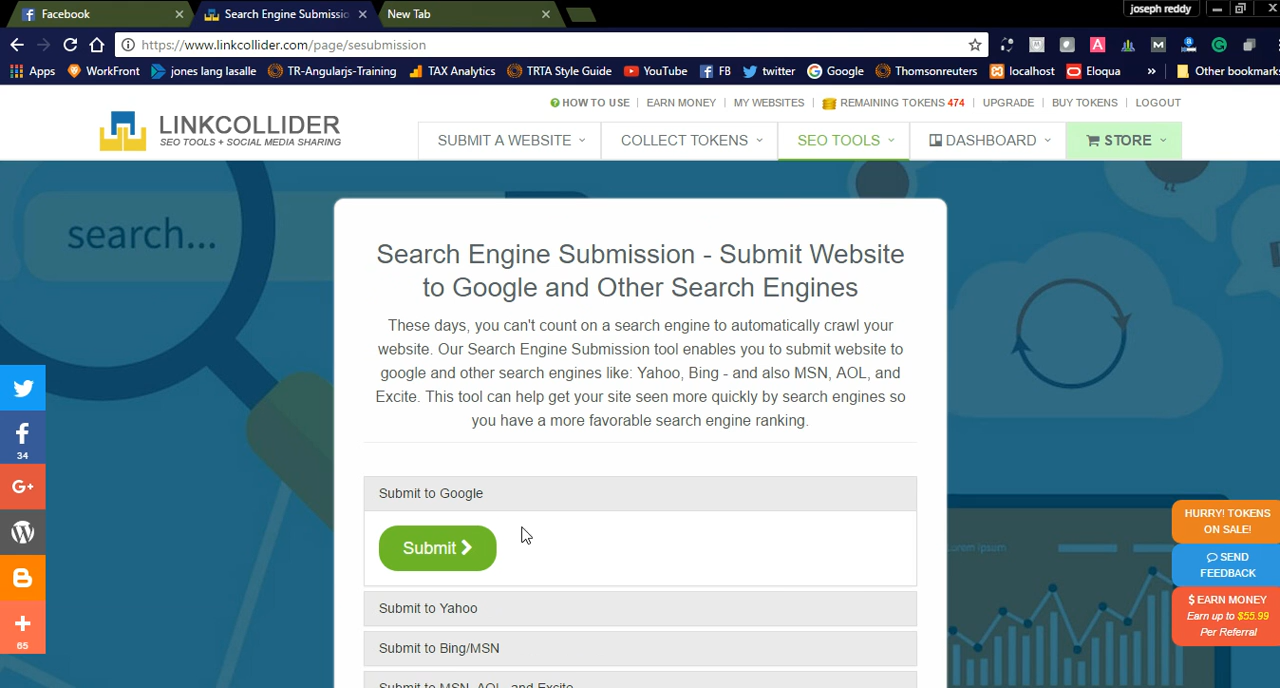 Facebook
Search Engine Submissio
New Tab
joseph reddy
https://www.linkcollider.com/page/sesubmission
Apps
WorkFront
jones lang lasalle
TR-Angularjs-Training
TAX Analytics
TRTA Style Guide
YouTube
FB
twitter
Google
Thomsonreuters
localhost
Eloqua
»
Other bookmarks
HOW TO USE | EARN MONEY | MY WEBSITES | REMAINING TOKENS 474 | UPGRADE | BUY TOKENS | LOGOUT
LINKCOLLIDER
SEO TOOLS + SOCIAL MEDIA SHARING
SUBMIT A WEBSITE
COLLECT TOKENS
SEO TOOLS
DASHBOARD
STORE
search...
Search Engine Submission - Submit Website
to Google and Other Search Engines
These days, you can't count on a search engine to automatically crawl your
website. Our Search Engine Submission tool enables you to submit website to
google and other search engines like: Yahoo, Bing - and also MSN, AOL, and
Excite. This tool can help get your site seen more quickly by search engines so
you have a more favorable search engine ranking.
34
G+
65
Submit to Google
Submit
Submit to Yahoo
Submit to Bing/MSN
Submit to MSN, AOL, and Excite
HURRY! TOKENS
ON SALE!
SEND
FEEDBACK
$ EARN MONEY
Earn up to $55.99
Per Referral